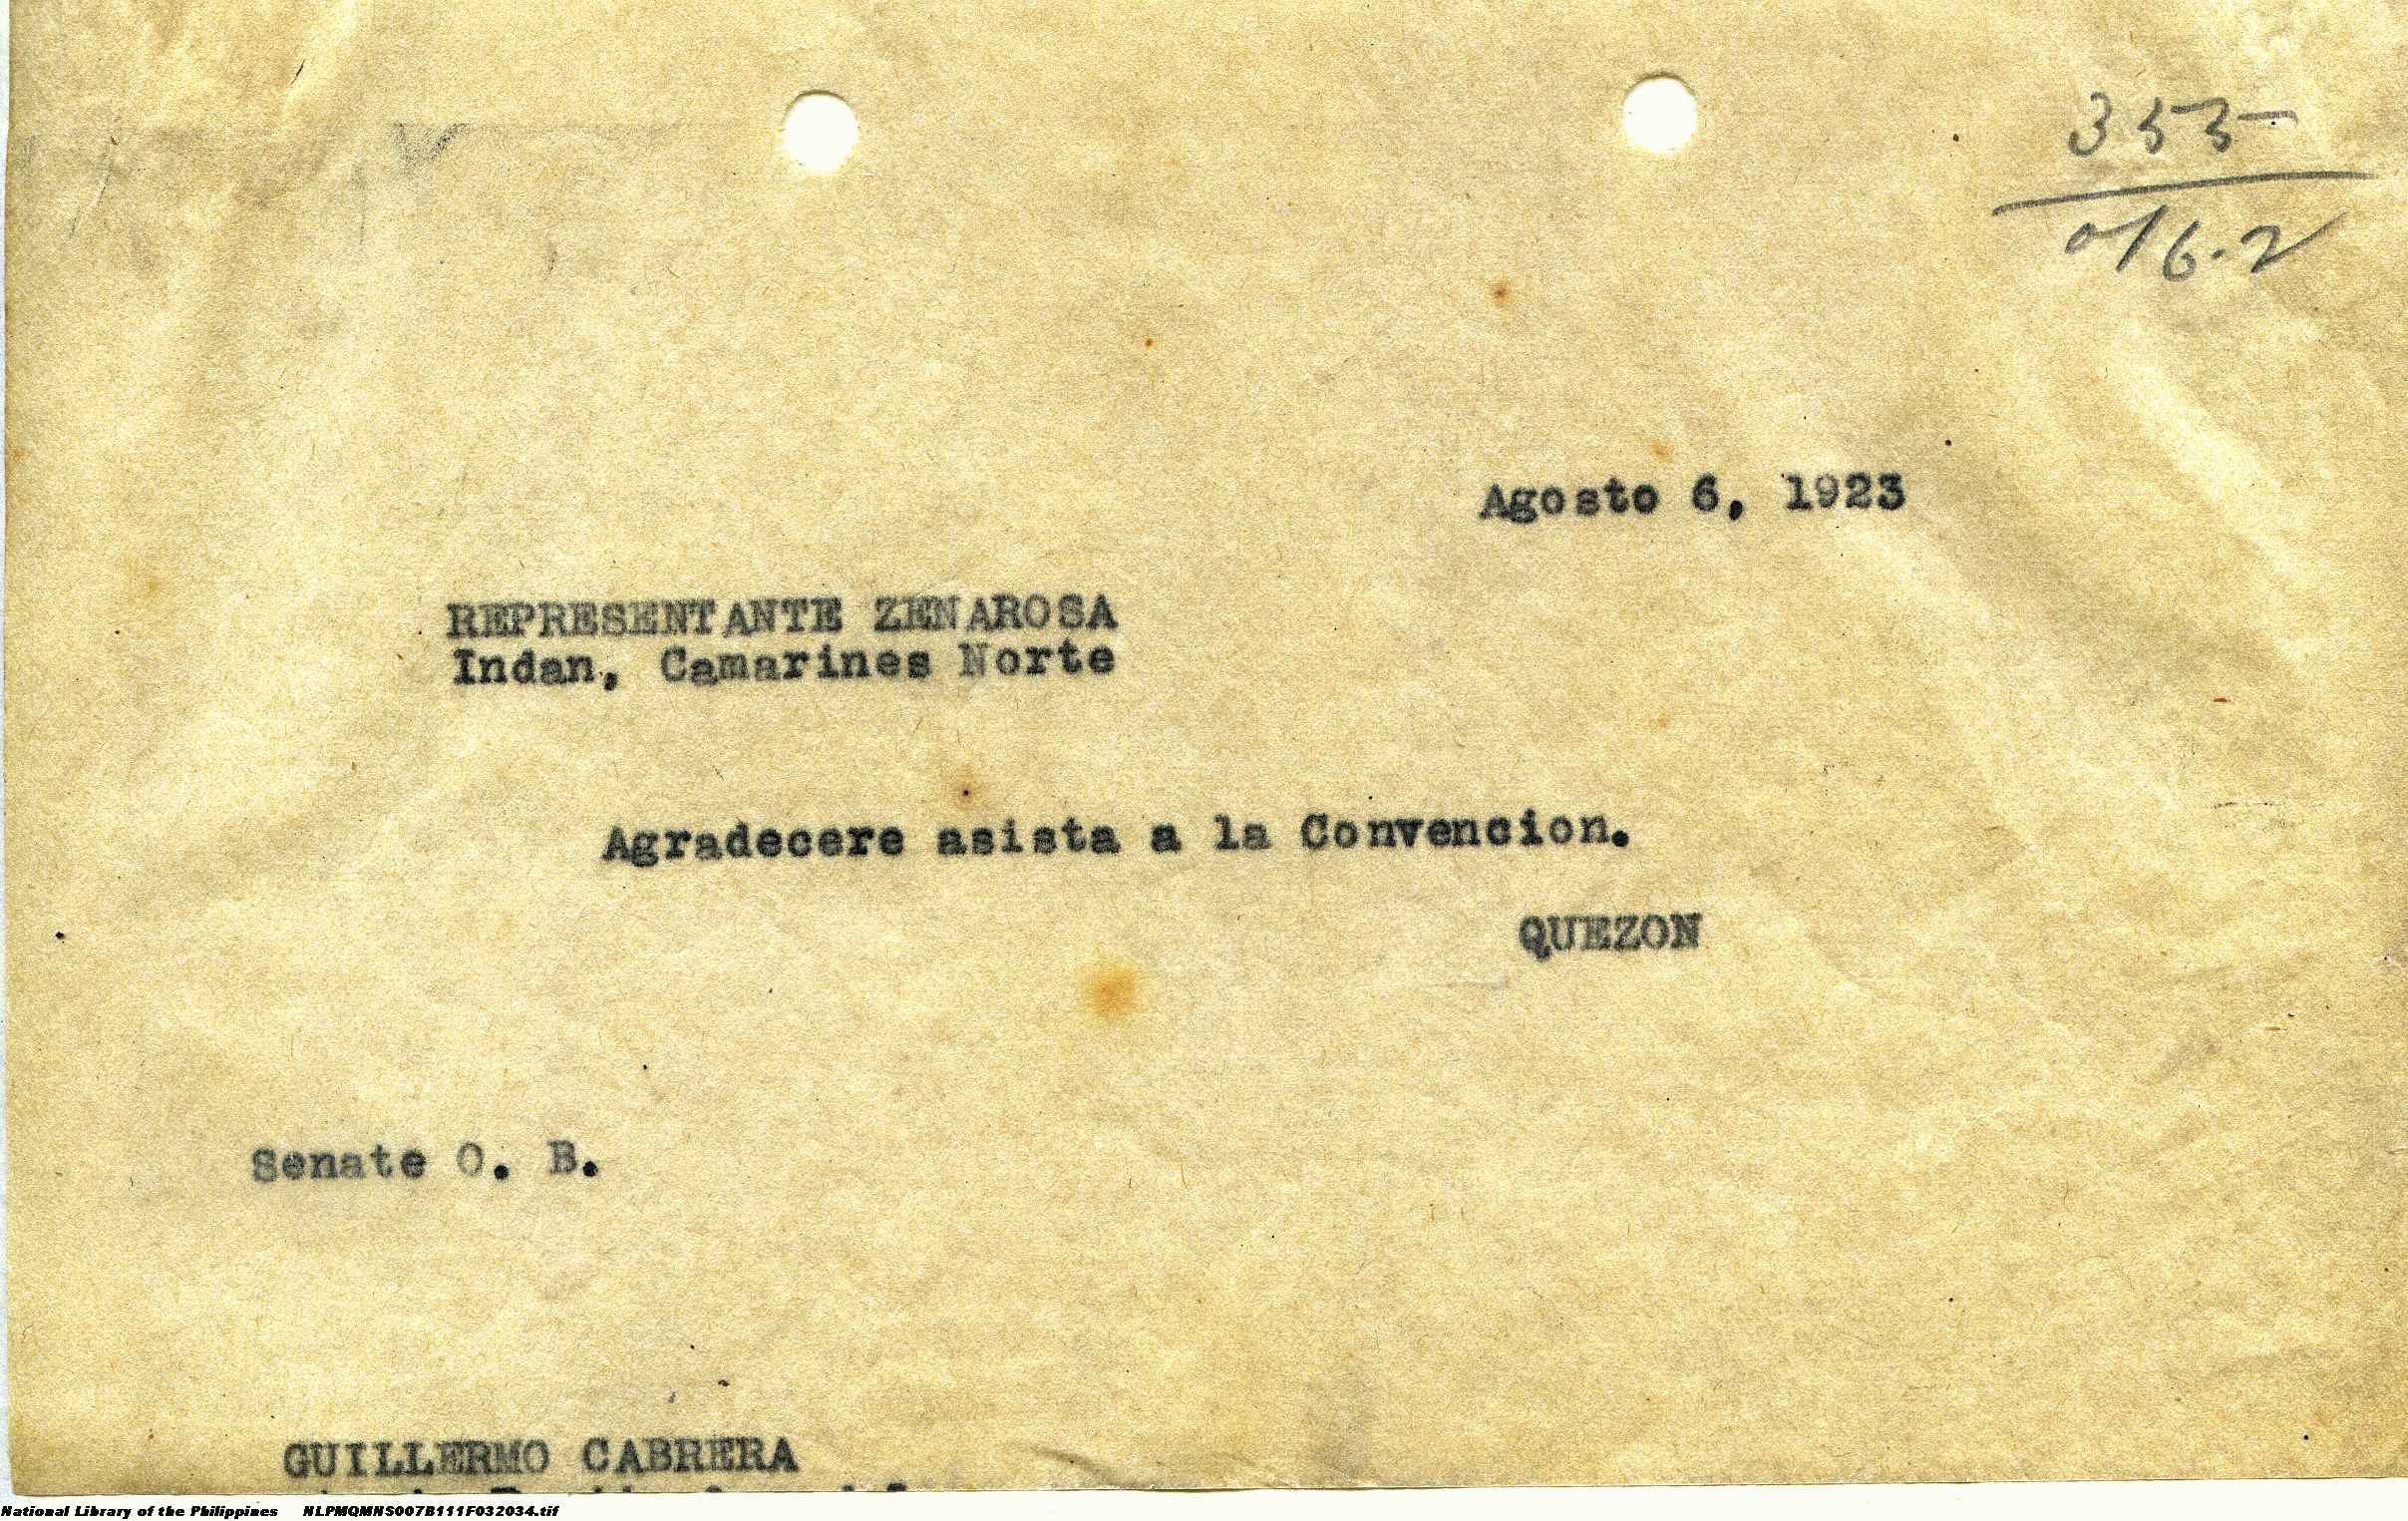 355
016.2
Agosto 6, 1923
REPRESENTANTE ZENAROSA
Indan, Camarines Norte
Agradecere asista a la Convencion.
QUEZON
Senate O. B.
GUILLERMO CABRERA
National Library of the Philippines NLPMQMNS007B111F032034.tif